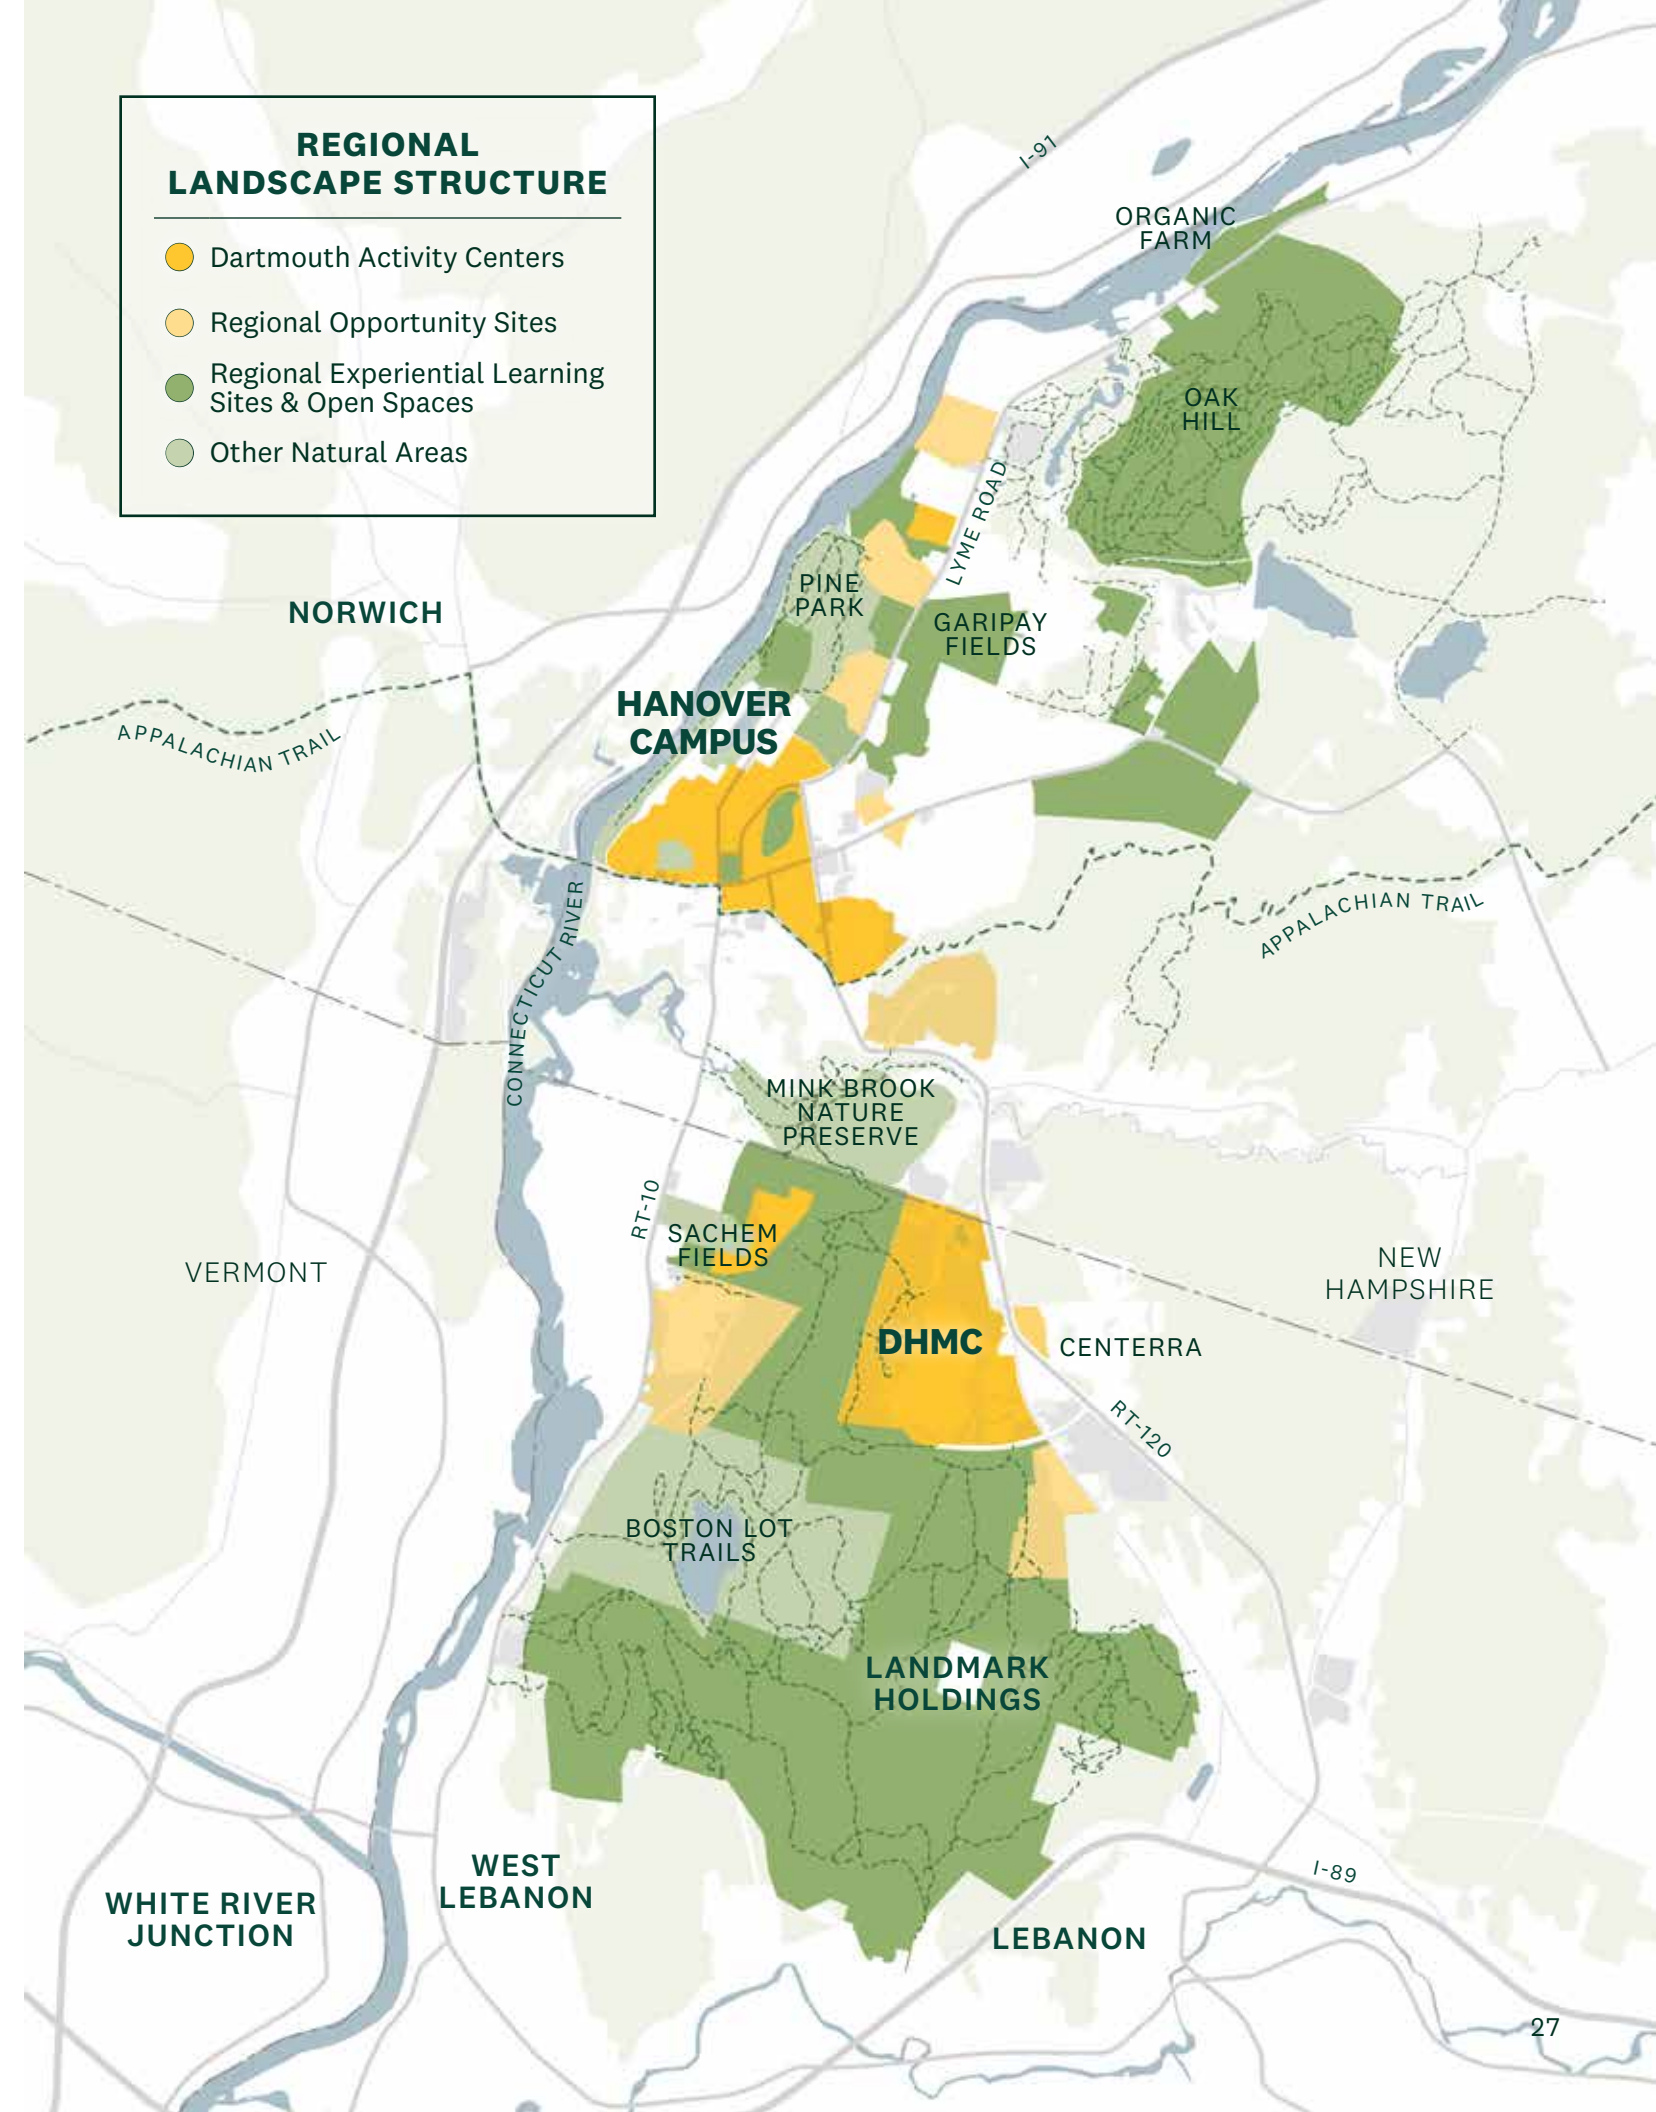 REGIONAL
LANDSCAPE STRUCTURE
Dartmouth Activity Centers
Regional Opportunity Sites
Regional Experiential Learning
Sites & Open Spaces
Other Natural Areas
I-91
ORGANIC
FARM
OAK
HILL
LYME ROAD
PINE
PARK
GARIPAY
FIELDS
NORWICH
HANOVER
CAMPUS
APPALACHIAN TRAIL
APPALACHIAN TRAIL
CONNECTICUT RIVER
MINK BROOK
NATURE
PRESERVE
RT-10
SACHEM
FIELDS
VERMONT
NEW
HAMPSHIRE
DHMC
CENTERRA
RT-120
BOSTON LOT
TRAILS
LANDMARK
HOLDINGS
WEST
LEBANON
WHITE RIVER
JUNCTION
I-89
LEBANON
27